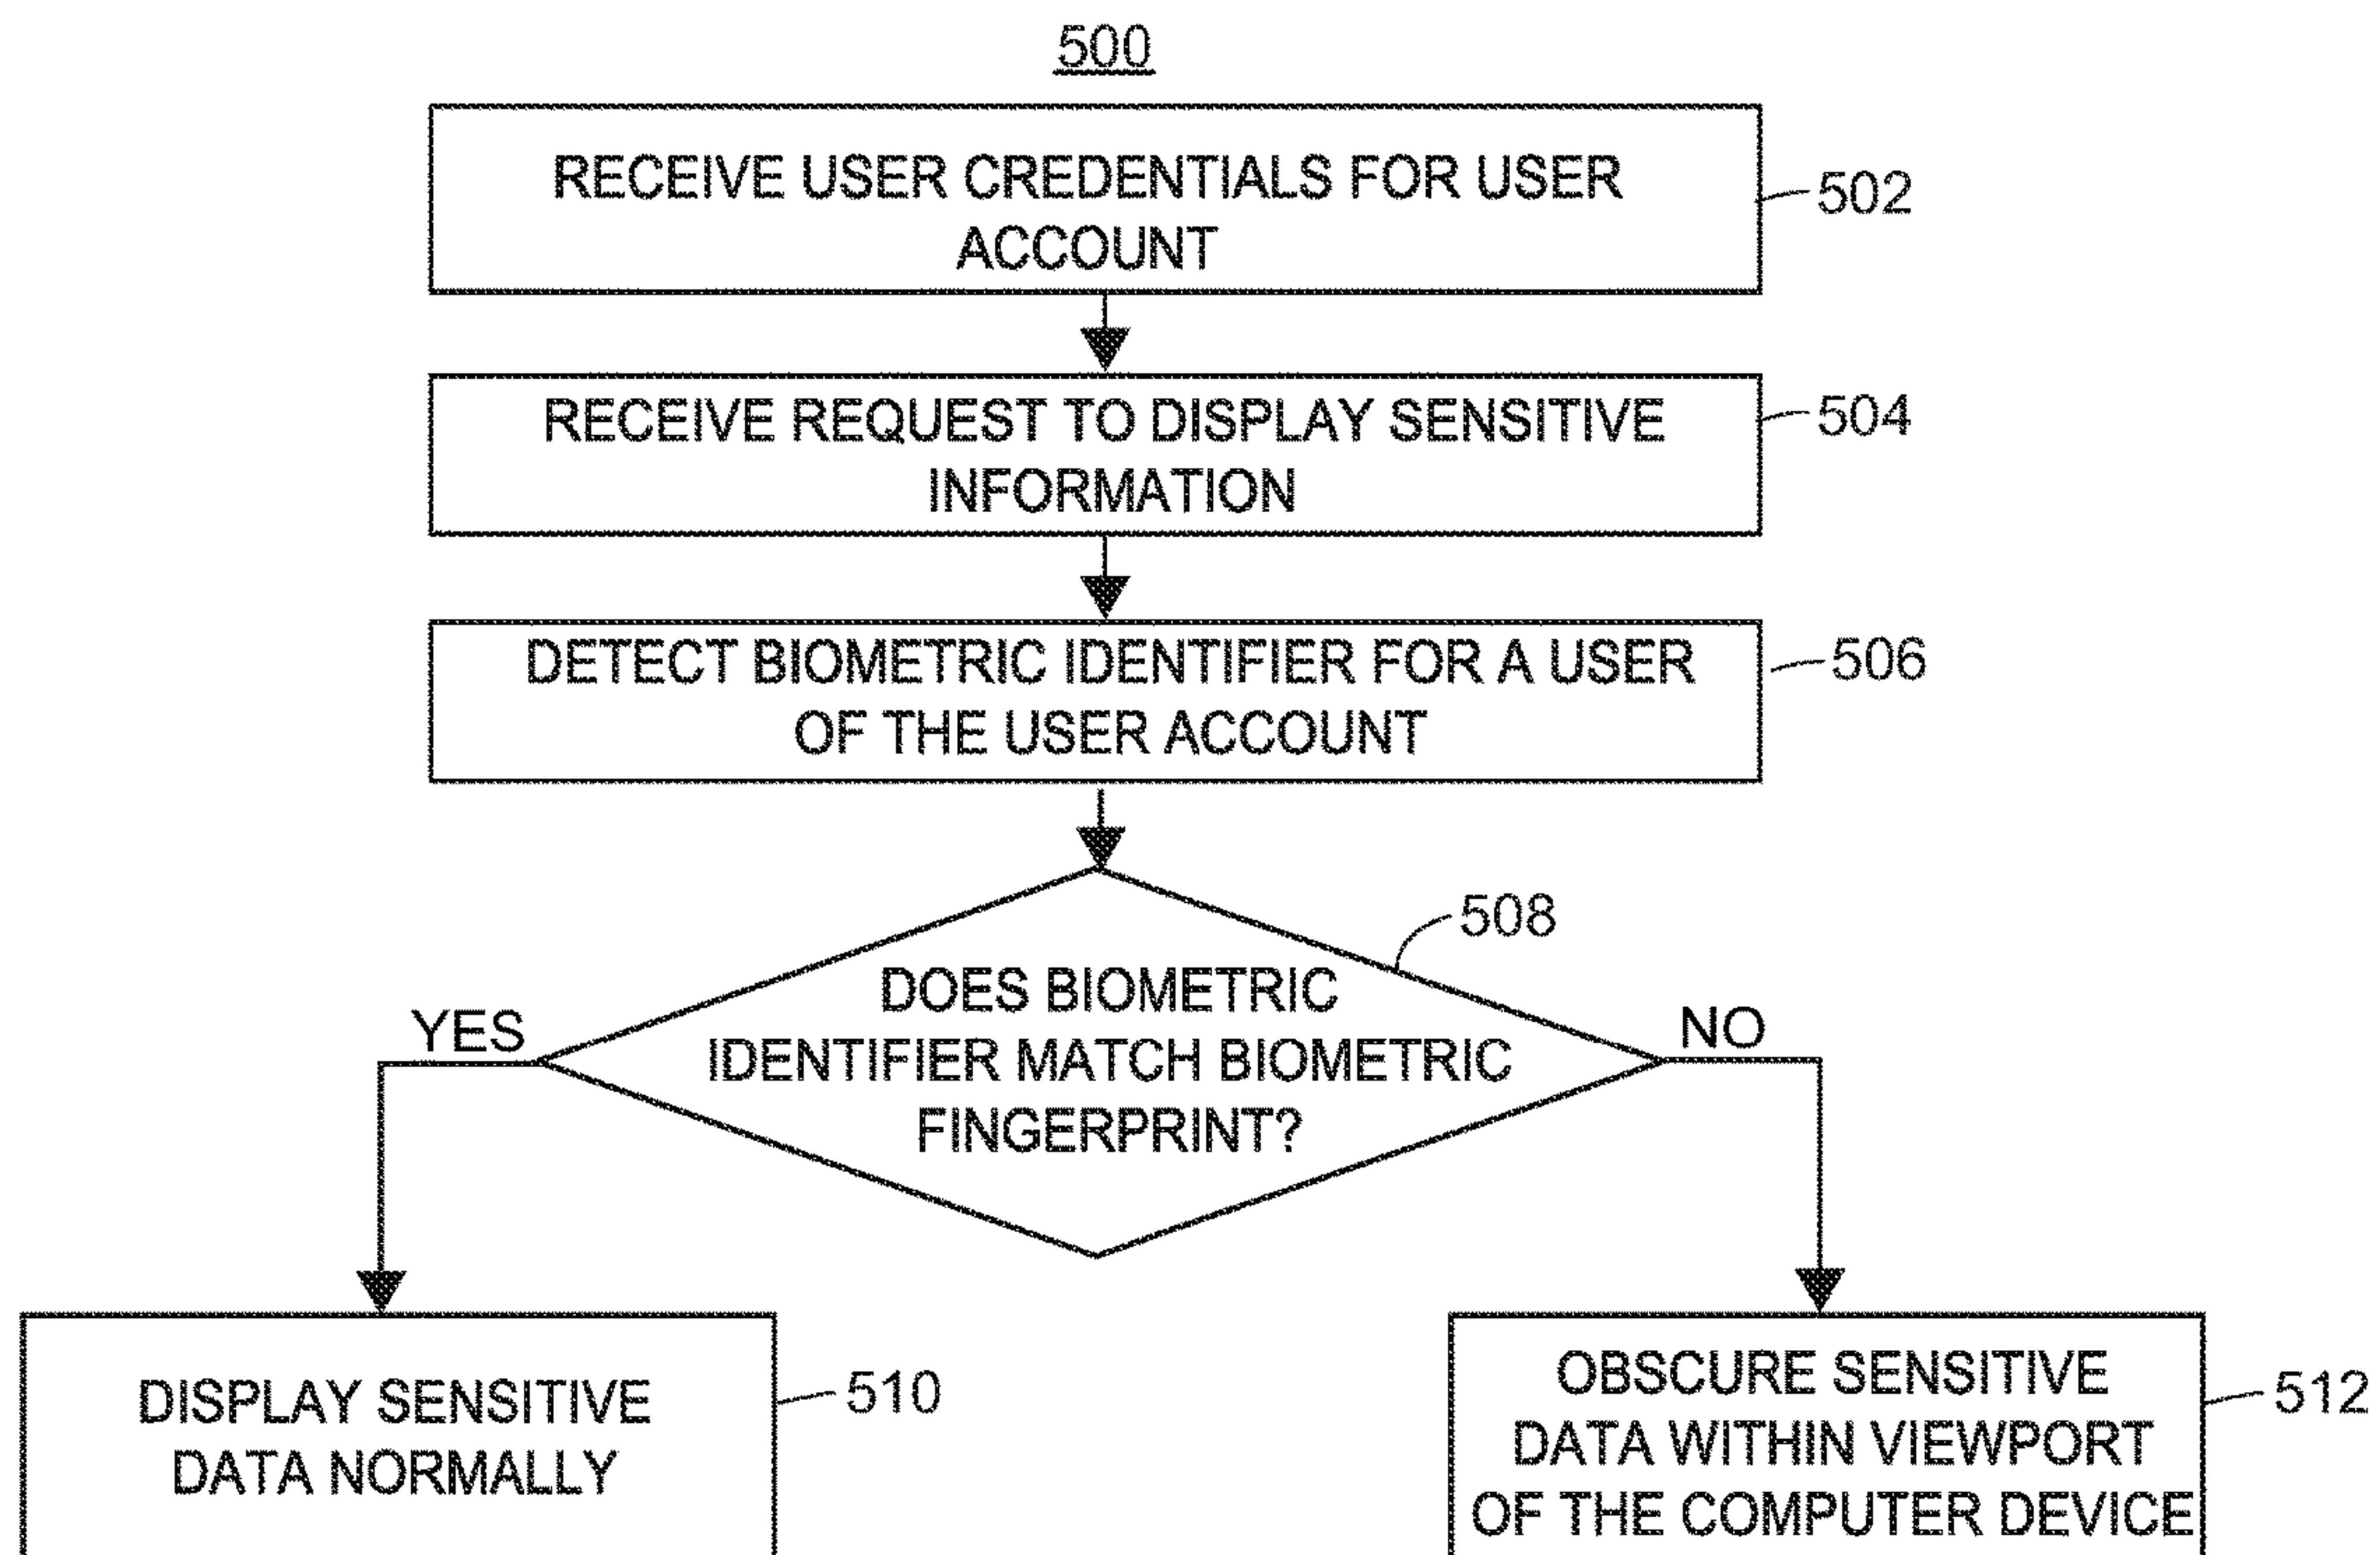 500
RECEIVE USER CREDENTIALS FOR USER
ACCOUNT
502
RECEIVE REQUEST TO DISPLAY SENSITIVE
INFORMATION
504
DETECT BIOMETRIC IDENTIFIER FOR A USER
OF THE USER ACCOUNT
506
508
DOES BIOMETRIC
IDENTIFIER MATCH BIOMETRIC
FINGERPRINT?
YES
NO
DISPLAY SENSITIVE
DATA NORMALLY
510
OBSCURE SENSITIVE
DATA WITHIN VIEWPORT
OF THE COMPUTER DEVICE
512